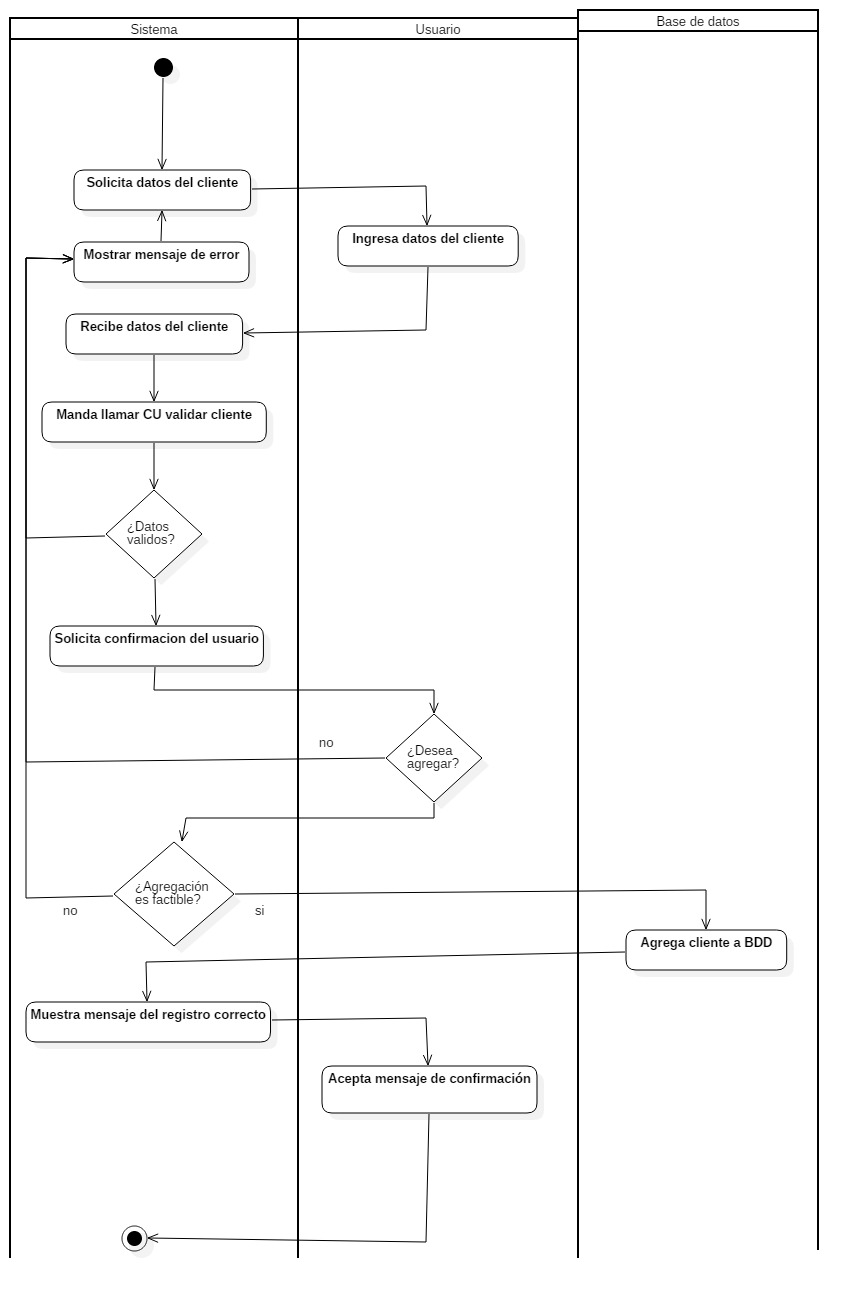 Sistema
Usuario
Base de datos
Solicita datos del cliente
Ingresa datos del cliente
Mostrar mensaje de error
Recibe datos del cliente
Manda llamar CU validar cliente
¿Datos
validos?
Solicita confirmacion del usuario
no
¿Desea
agregar?
¿Agregación
es factible?
no
si
Agrega cliente a BDD
Muestra mensaje del registro correcto
Acepta mensaje de confirmación